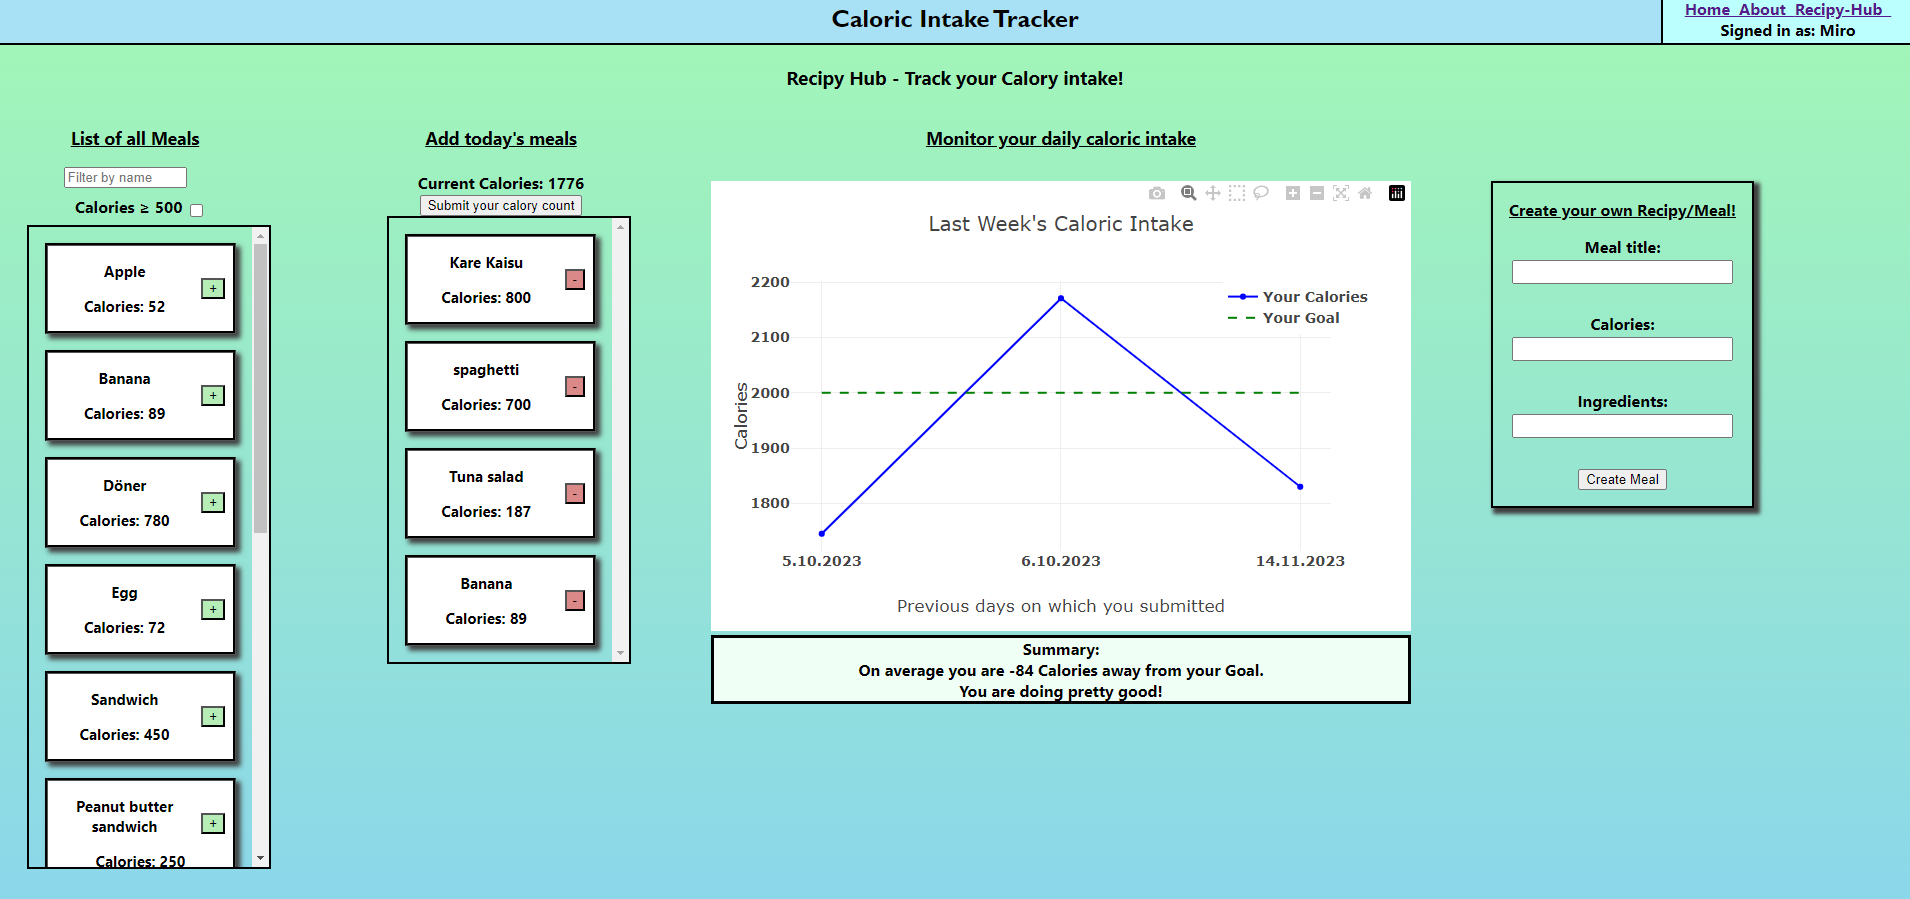 Caloric Intake Tracker
Home About Recipy-Hub
Signed in as: Miro
Recipy Hub - Track your Calory intake!
List of all Meals
Filter by name
Calories ≥ 500
Apple
+
Calories: 52
Banana
+
Calories: 89
Döner
+
Calories: 780
Egg
+
Calories: 72
Sandwich
+
Calories: 450
Peanut butter
sandwich
+
Calories: 250
Add today's meals
Current Calories: 1776
Submit your calory count
Kare Kaisu
-
Calories: 800
spaghetti
-
Calories: 700
Tuna salad
-
Calories: 187
Banana
-
Calories: 89
Monitor your daily caloric intake
Last Week's Caloric Intake
2200
2100
2000
1900
1800
Calories
Your Calories
Your Goal
5.10.2023
6.10.2023
14.11.2023
Previous days on which you submitted
Summary:
On average you are -84 Calories away from your Goal.
You are doing pretty good!
Create your own Recipy/Meal!
Meal title:
Calories:
Ingredients:
Create Meal